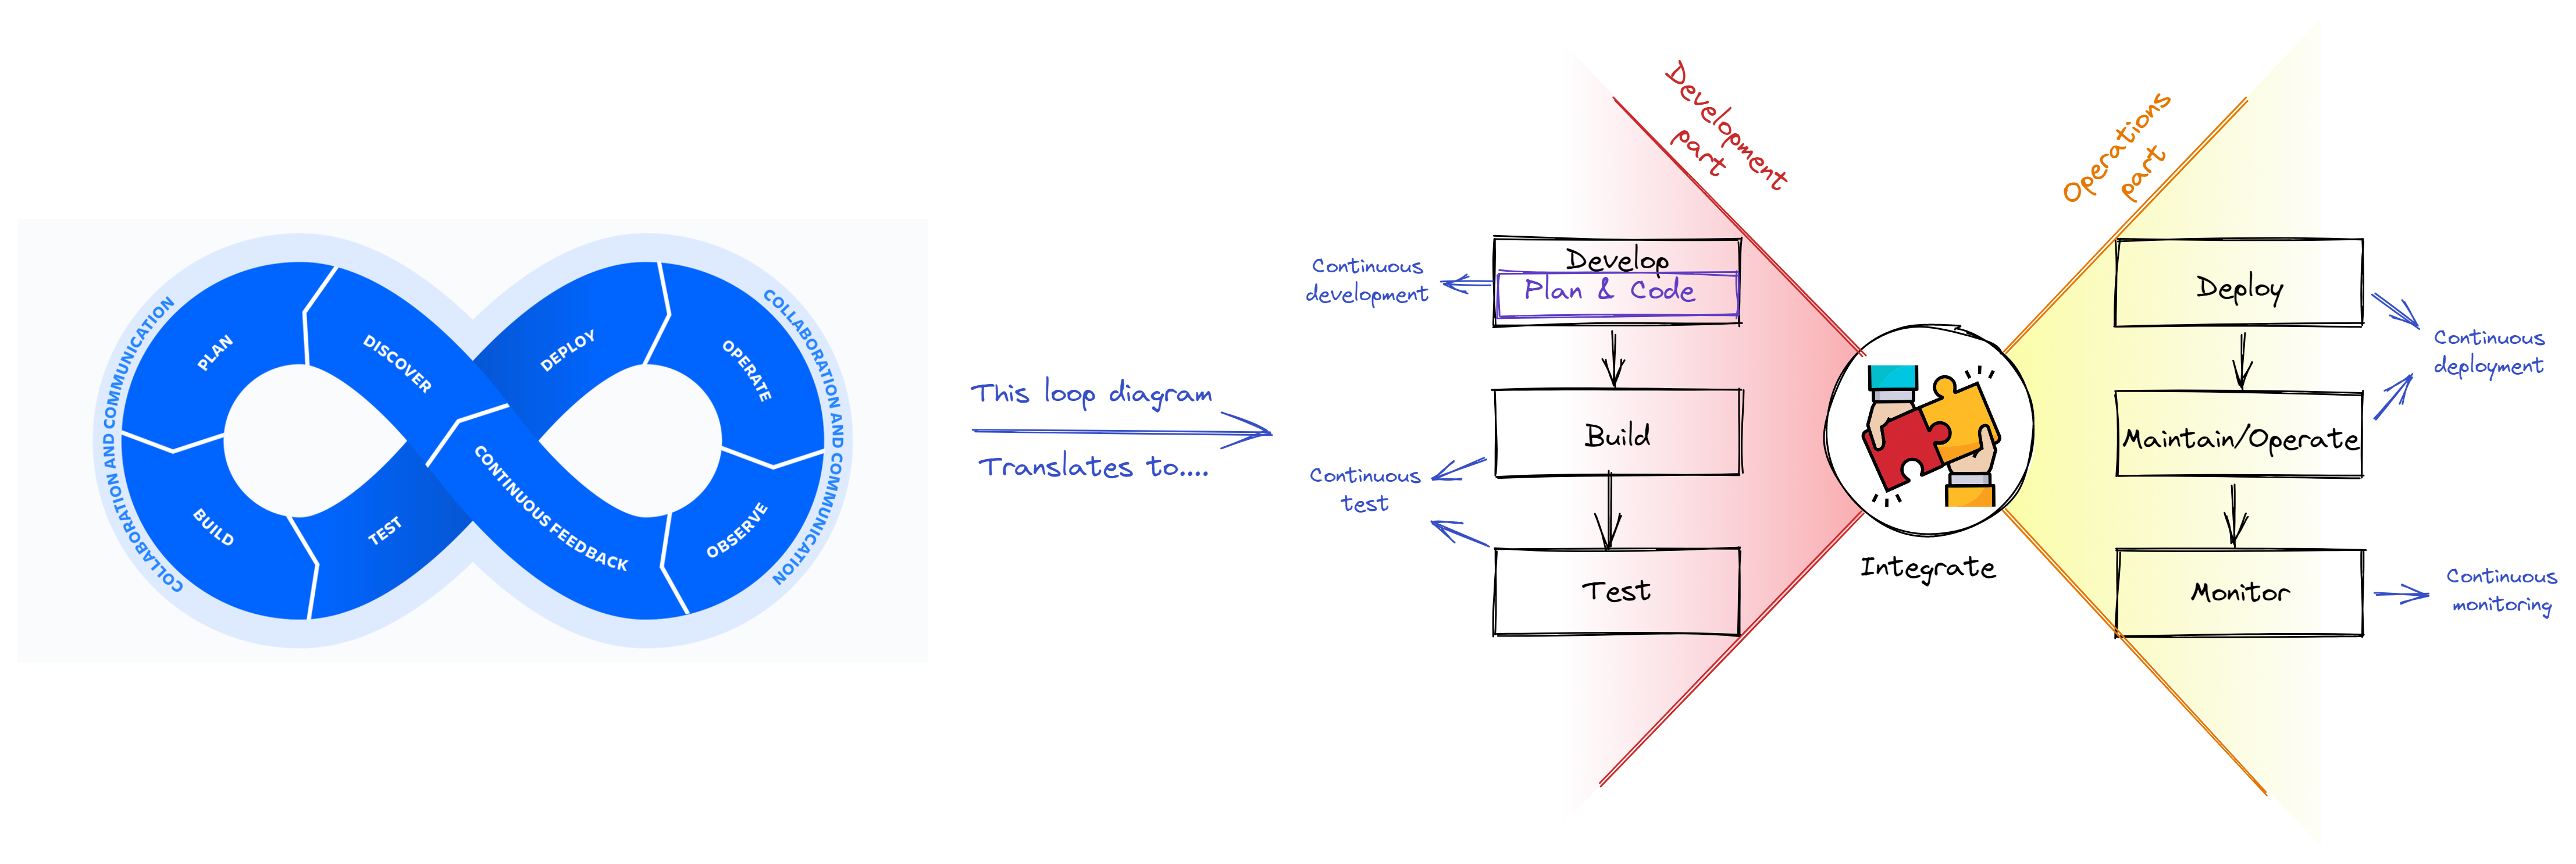 COLLABORATION AND COMMUNICATION
PLAN
DISCOVER
DEPLOY
OPERATE
COLLABORATION AND COMMUNICATION
BUILD
TEST
CONTINUOUS FEEDBACK
OBSERVE
This loop diagram
Translates to....
Development
part
Continuous
development
Develop
Plan & Code
Build
Continuous
test
Test
Integrate
Operations
part
Deploy
Continuous
deployment
Maintain/Operate
Monitor
Continuous
monitoring